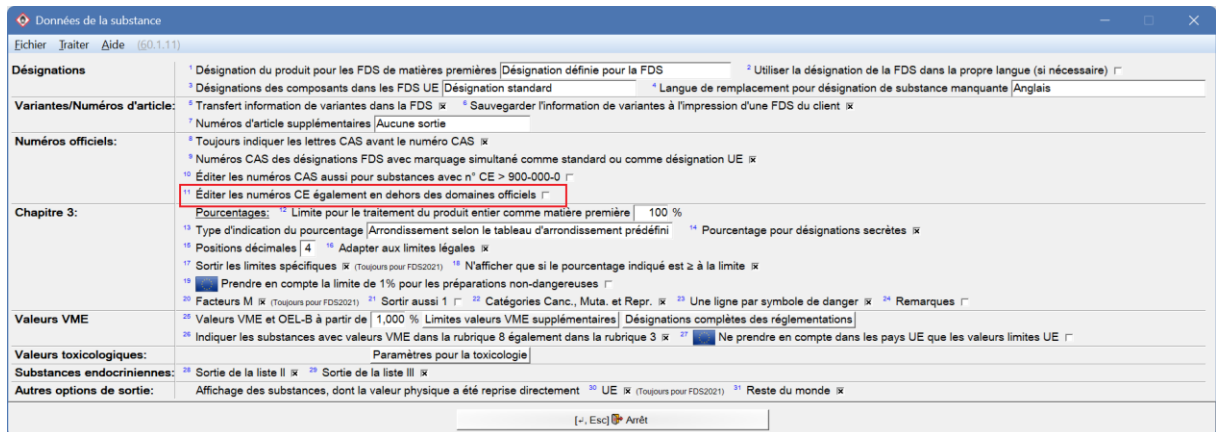 Données de la substance
Fichier Traiter Aide (60.1.11)
Désignations 1 Désignation du produit pour les FDS de matières premières Désignation définie pour la FDS 2 Utiliser la désignation de la FDS dans la propre langue (si nécessaire)
3 Désignations des composants dans les FDS UE Désignation standard 4 Langue de remplacement pour désignation de substance manquante Anglais
Variantes/Numéros d'article: 5 Transfert information de variantes dans la FDS 6 Sauvegarder l'information de variantes à l'impression d'une FDS du client
7 Numéros d'article supplémentaires Aucune sortie
Numéros officiels: 8 Toujours indiquer les lettres CAS avant le numéro CAS
9 Numéros CAS des désignations FDS avec marquage simultané comme standard ou comme désignation UE
10 Éditer les numéros CAS aussi pour substances avec n° CE > 900-000-0
11 Éditer les numéros CE également en dehors des domaines officiels
Chapitre 3: Pourcentages: 12 Limite pour le traitement du produit entier comme matière première 100 %
13 Type d'indication du pourcentage Arrondissement selon le tableau d'arrondissement prédéfini 14 Pourcentage pour désignations secrètes
15 Positions décimales 4 16 Adapter aux limites légales
17 Sortir les limites spécifiques (Toujours pour FDS2021) 18 N'afficher que si le pourcentage indiqué est ≥ à la limite
19 Prendre en compte la limite de 1% pour les préparations non-dangereuses
20 Facteurs M (Toujours pour FDS2021) 21 Sortir aussi 1 22 Catégories Canc., Muta. et Repr. 23 Une ligne par symbole de danger 24 Remarques
Valeurs VME 25 Valeurs VME et OEL-B à partir de 1,000 % Limites valeurs VME supplémentaires Désignations complètes des réglementations
26 Indiquer les substances avec valeurs VME dans la rubrique 8 également dans la rubrique 3 27 Ne prendre en compte dans les pays UE que les valeurs limites UE
Valeurs toxicologiques: Paramètres pour la toxicologie
Substances endocriniennes: 28 Sortie de la liste II 29 Sortie de la liste III
Autres options de sortie: Affichage des substances, dont la valeur physique a été reprise directement 30 UE (Toujours pour FDS2021) 31 Reste du monde
[↵, Esc] Arrêt